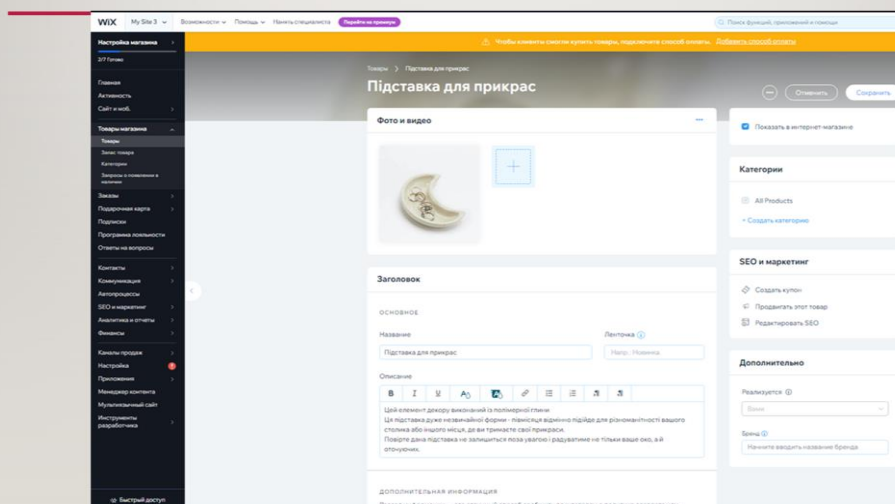 WiX
My Site 3
Возможности
Помощь
Нанять специалиста
Перейти на премиум
Поиск функций, приложений и помощи
Настройка магазина
2/7 Готово
Главная
Активность
Сайт и моб.
Товары магазина
Товары
Запас товара
Категории
Запросы о появлении в
наличии
Заказы
Подарочная карта
Подписки
Программа лояльности
Ответы на вопросы
Контакты
Коммуникация
Автопроцессы
SEO и маркетинг
Аналитика и отчеты
Финансы
Каналы продаж
Настройка
Приложения
Менеджер контента
Мультиязычный сайт
Инструменты
разработчика
Быстрый доступ
Чтобы клиенты смогли купить товары, подключите способ оплаты. Добавить способ оплаты
Товары > Підставка для прикрас
Підставка для прикрас
Отменить
Сохранить
Фото и видео
Заголовок
ОСНОВНОЕ
Название
Ленточка
Підставка для прикрас
Напр.: Новинка
Описание
B I U A A
Цей елемент декору виконаний із полімерної глини
Ця підставка дуже незвичайної форми - півмісяця відмінно підійде для різноманітності вашого
столика або іншого місця, де ви тримаєте свої прикраси.
Повірте дана підставка не залишиться поза увагою і радуватиме не тільки ваше око, а й
оточуючих.
ДОПОЛНИТЕЛЬНАЯ ИНФОРМАЦИЯ
Показать в интернет-магазине
Категории
All Products
+ Создать категорию
SEO и маркетинг
Создать купон
Продвигать этот товар
Редактировать SEO
Дополнительно
Реализуется
Бренд
Начните вводить название бренда